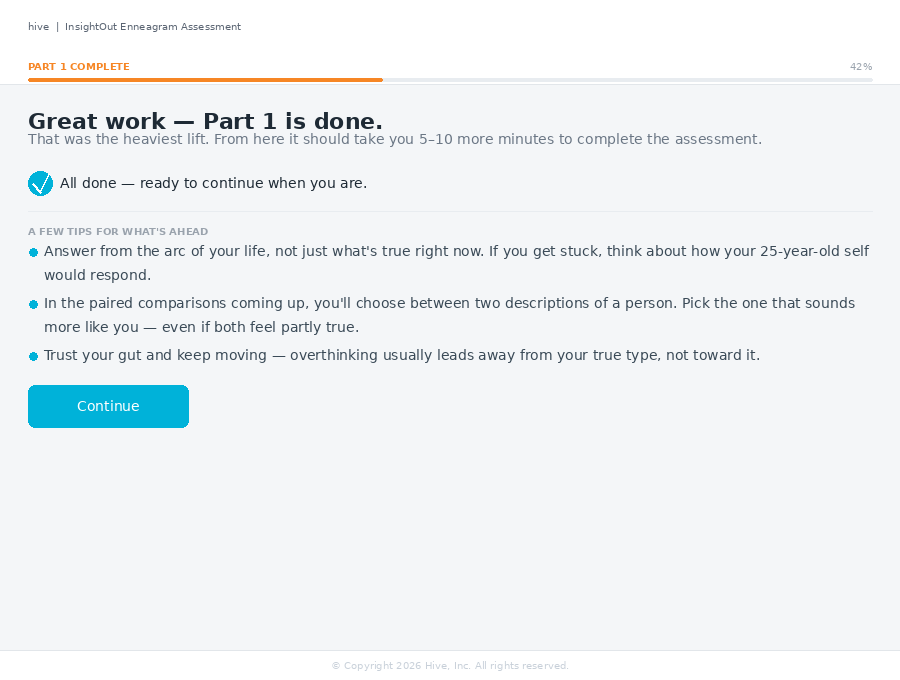 hive | InsightOut Enneagram Assessment
PART 1 COMPLETE
42%
Great work — Part 1 is done.
That was the heaviest lift. From here it should take you 5–10 more minutes to complete the assessment.
All done — ready to continue when you are.
A FEW TIPS FOR WHAT'S AHEAD
Answer from the arc of your life, not just what's true right now. If you get stuck, think about how your 25-year-old self
would respond.
In the paired comparisons coming up, you'll choose between two descriptions of a person. Pick the one that sounds
more like you — even if both feel partly true.
Trust your gut and keep moving — overthinking usually leads away from your true type, not toward it.
Continue
© Copyright 2026 Hive, Inc. All rights reserved.